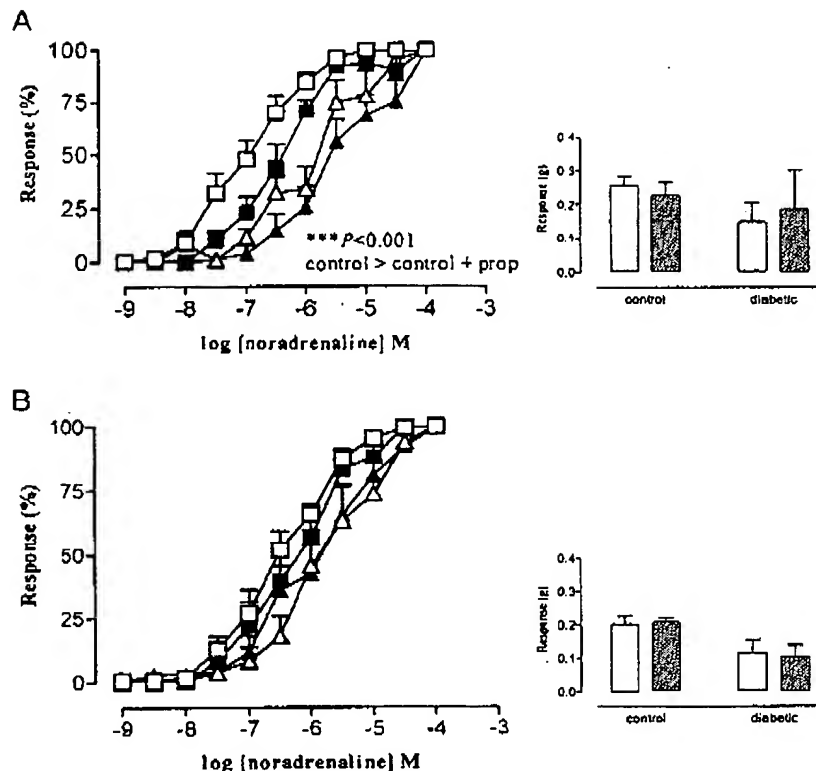 A
Response (%)
100
75
50
25
0
***P<0.001
control > control + prop
-9 -8 -7 -6 -5 -4 -3
log [noradrenaline] M
Response (g)
0.4
0.3
0.2
0.1
0.0
control diabetic
B
Response (%)
100
75
50
25
0
-9 -8 -7 -6 -5 -4 -3
log [noradrenaline] M
Response (g)
0.4
0.3
0.2
0.1
0.0
control diabetic